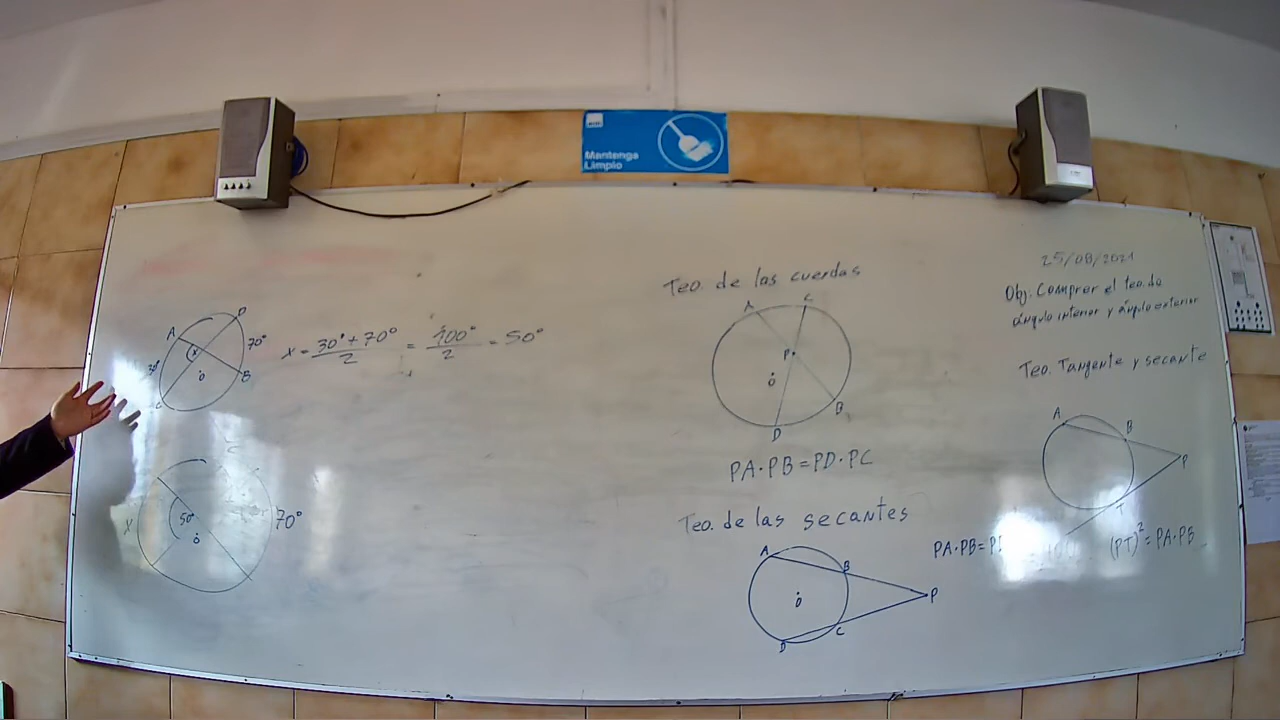 Mantenga
Limpio
25/08/2021
Obj: Comprar el teo. de
ángulo interior y ángulo exterior
Teo. Tangente y secante
A
B
P
T
(PT)² = PA·PB
Teo. de las cuerdas
A
C
P
O
B
D
PA·PB = PD·PC
Teo. de las secantes
A
B
P
O
C
D
PA·PB=
A
D
70°
30°
x
O
B
C
x = 30° + 70° / 2 = 100° / 2 = 50°
x
50°
O
70°